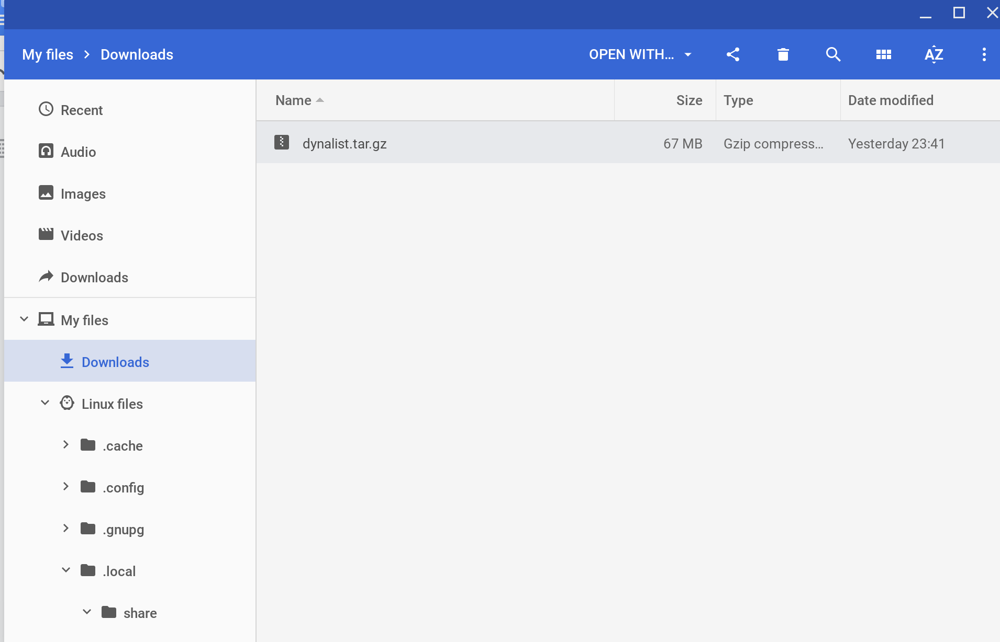 My files > Downloads
OPEN WITH...
AZ
Name Size Type Date modified
dynalist.tar.gz 67 MB Gzip compress... Yesterday 23:41
Recent
Audio
Images
Videos
Downloads
My files
Downloads
Linux files
.cache
.config
.gnupg
.local
share